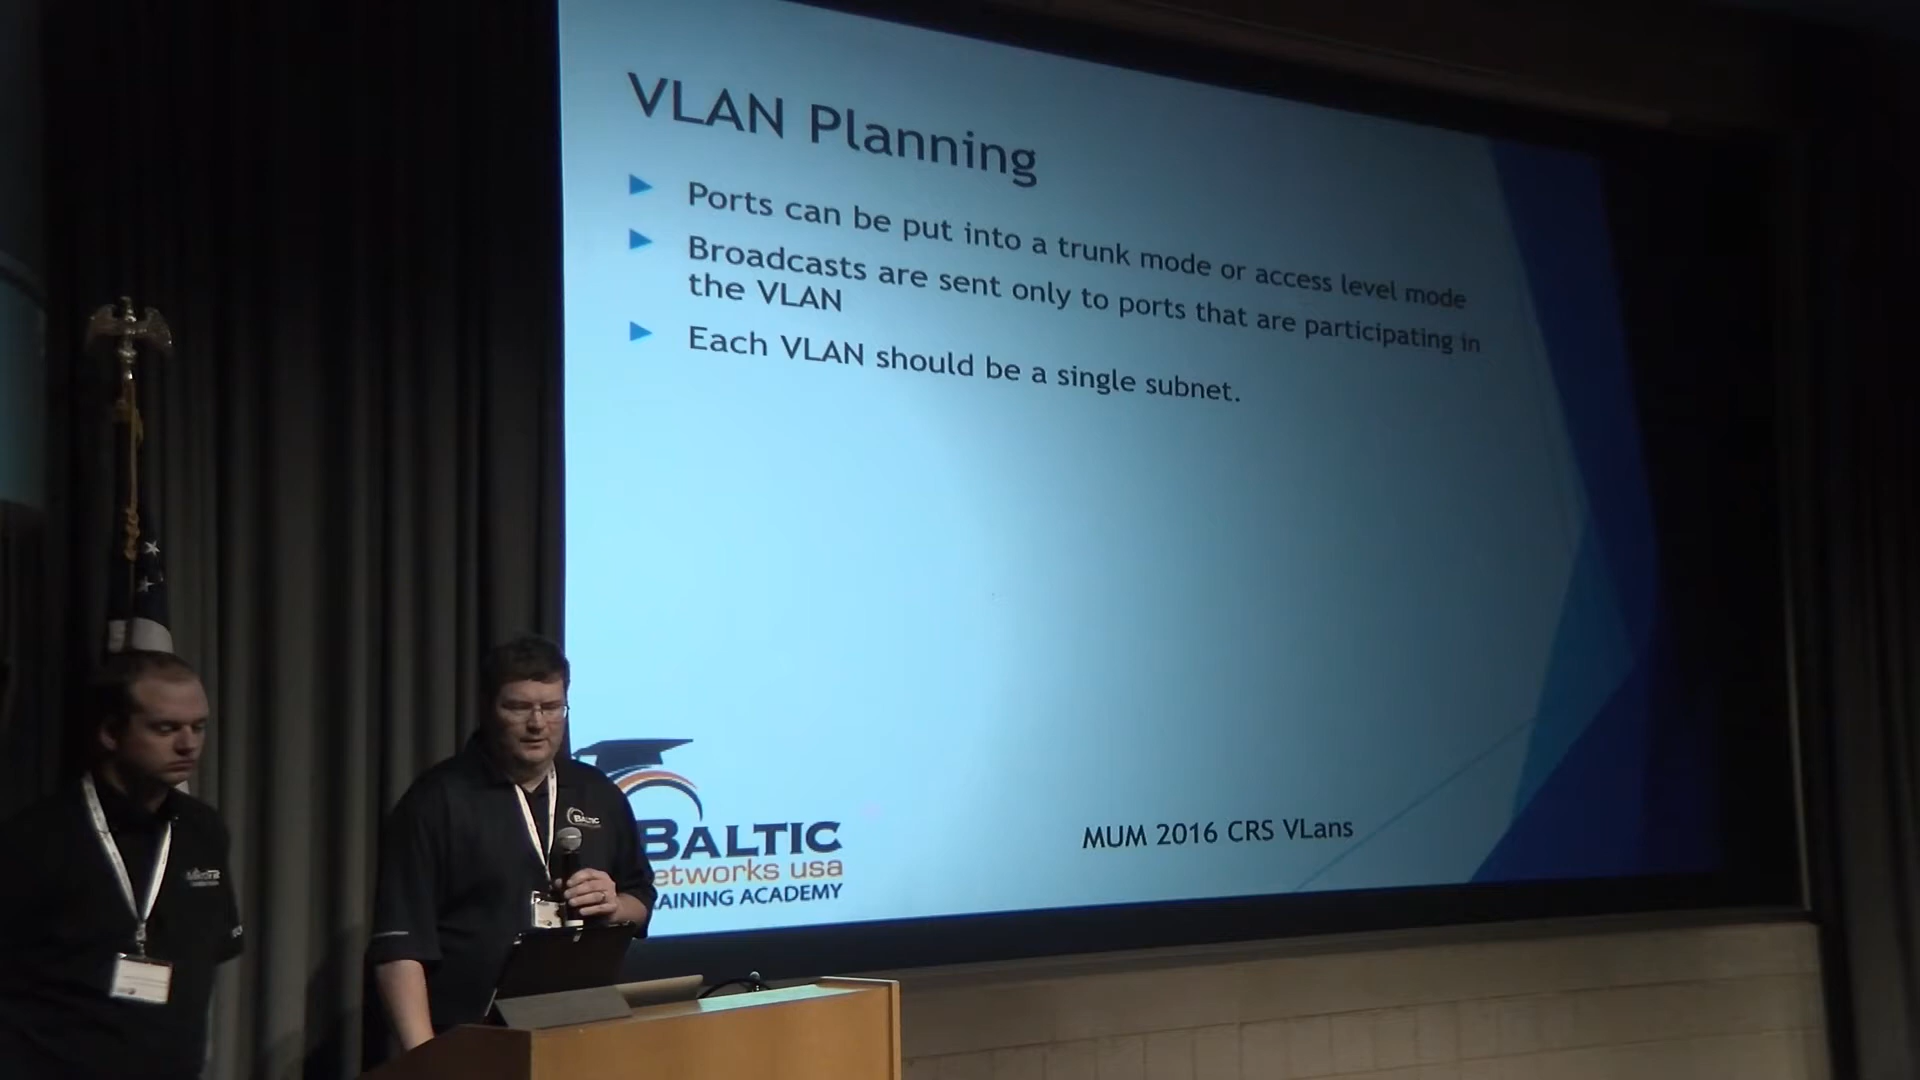 VLAN Planning
Ports can be put into a trunk mode or access level mode
Broadcasts are sent only to ports that are participating in
the VLAN
Each VLAN should be a single subnet.
BALTIC
etworks usa
AINING ACADEMY
MUM 2016 CRS VLans
BALTIC